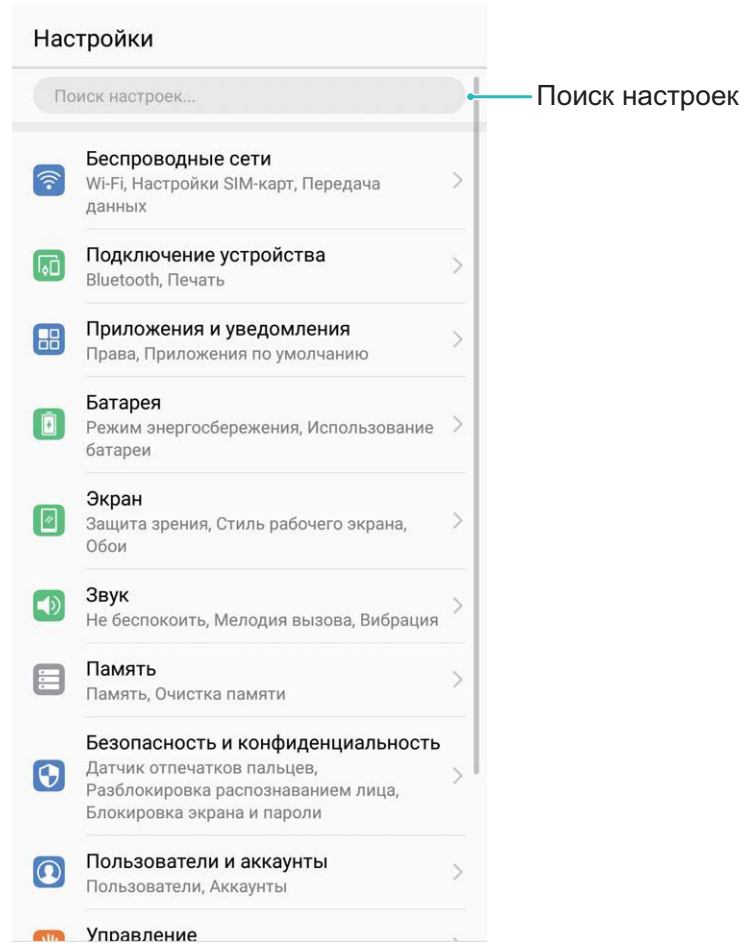 Настройки
Поиск настроек...
Поиск настроек
Беспроводные сети
Wi-Fi, Настройки SIM-карт, Передача
данных
Подключение устройства
Bluetooth, Печать
Приложения и уведомления
Права, Приложения по умолчанию
Батарея
Режим энергосбережения, Использование
батареи
Экран
Защита зрения, Стиль рабочего экрана,
Обои
Звук
Не беспокоить, Мелодия вызова, Вибрация
Память
Память, Очистка памяти
Безопасность и конфиденциальность
Датчик отпечатков пальцев,
Разблокировка распознаванием лица,
Блокировка экрана и пароли
Пользователи и аккаунты
Пользователи, Аккаунты
Управление